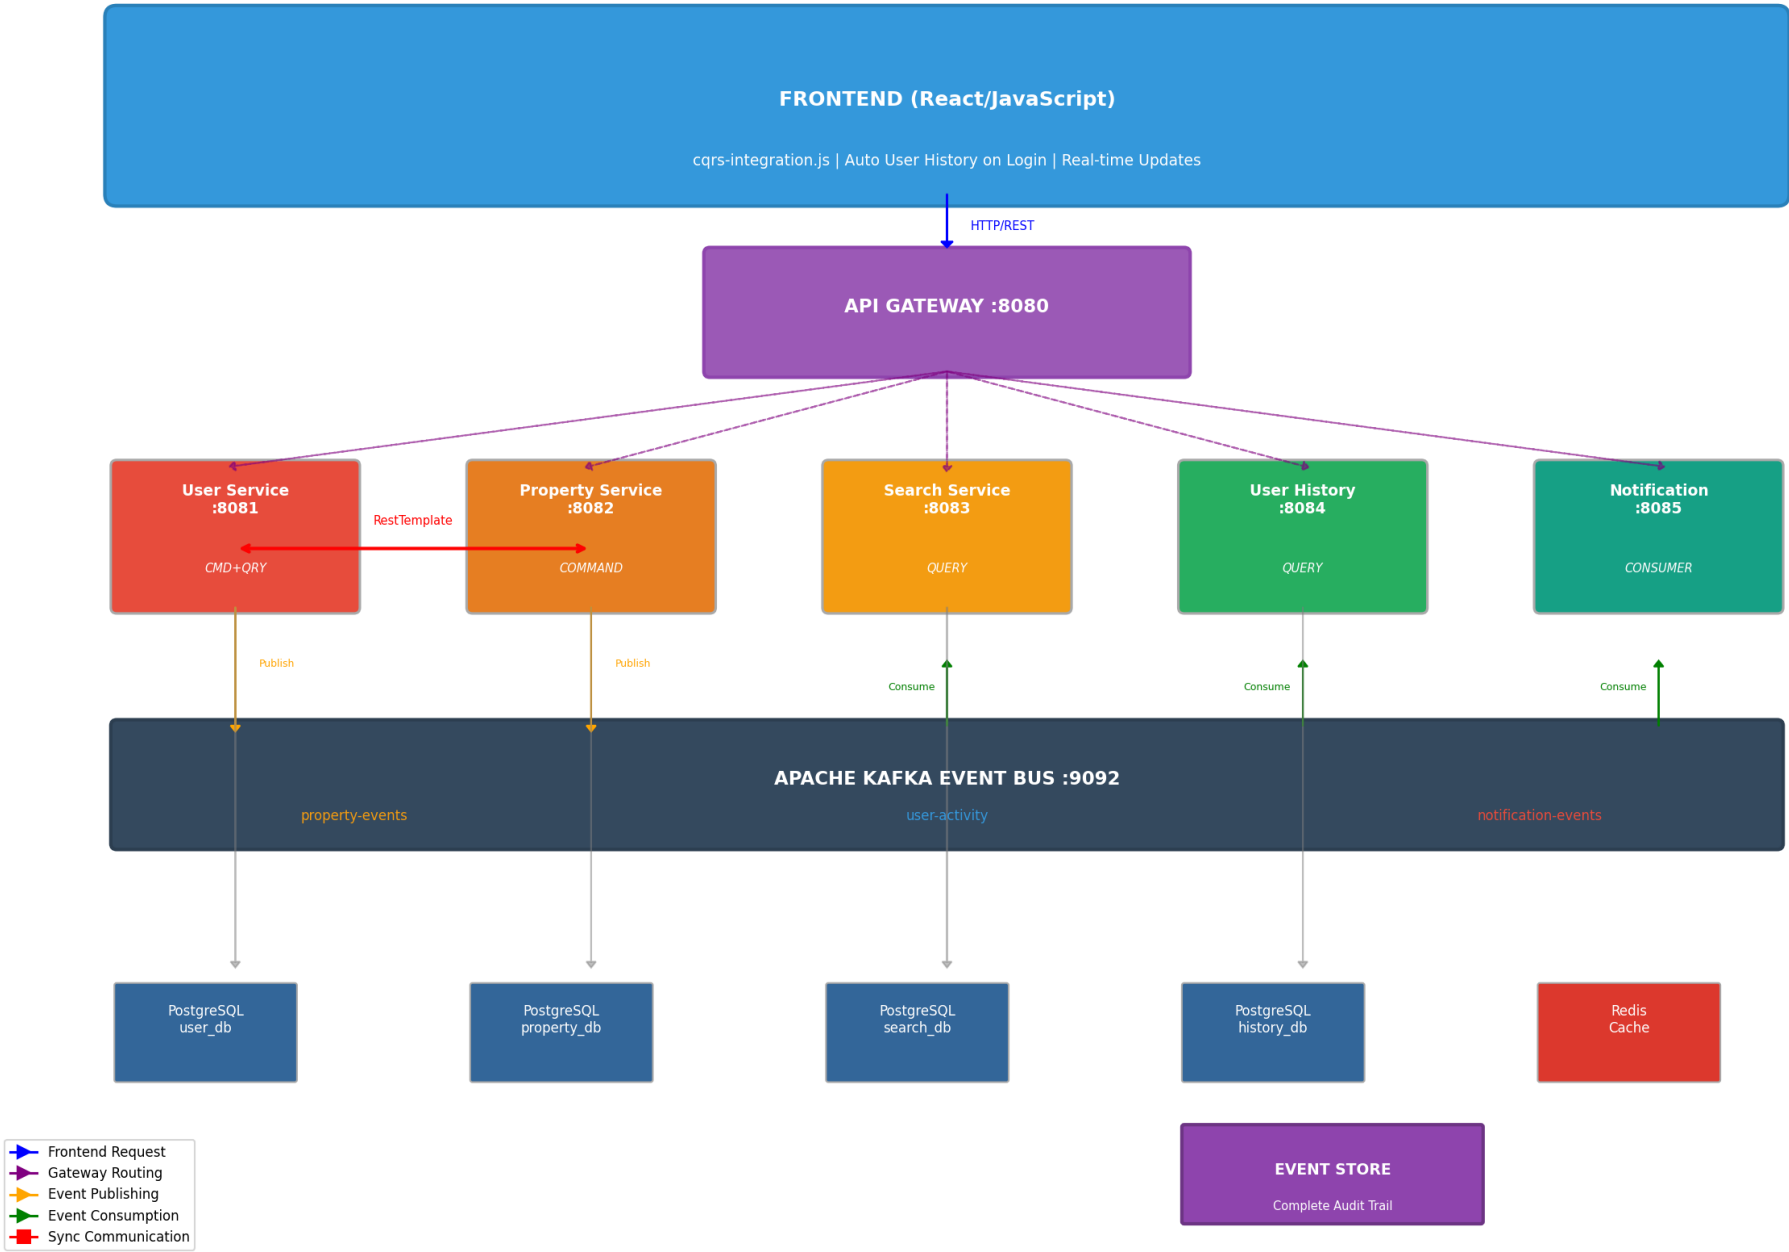 FRONTEND (React/JavaScript)
cqrs-integration.js | Auto User History on Login | Real-time Updates
HTTP/REST
API GATEWAY :8080
User Service
:8081
CMD+QRY
RestTemplate
Property Service
:8082
COMMAND
Search Service
:8083
QUERY
User History
:8084
QUERY
Notification
:8085
CONSUMER
Publish
Publish
Consume
Consume
Consume
APACHE KAFKA EVENT BUS :9092
property-events
user-activity
notification-events
PostgreSQL
user_db
PostgreSQL
property_db
PostgreSQL
search_db
PostgreSQL
history_db
Redis
Cache
EVENT STORE
Complete Audit Trail
Frontend Request
Gateway Routing
Event Publishing
Event Consumption
Sync Communication